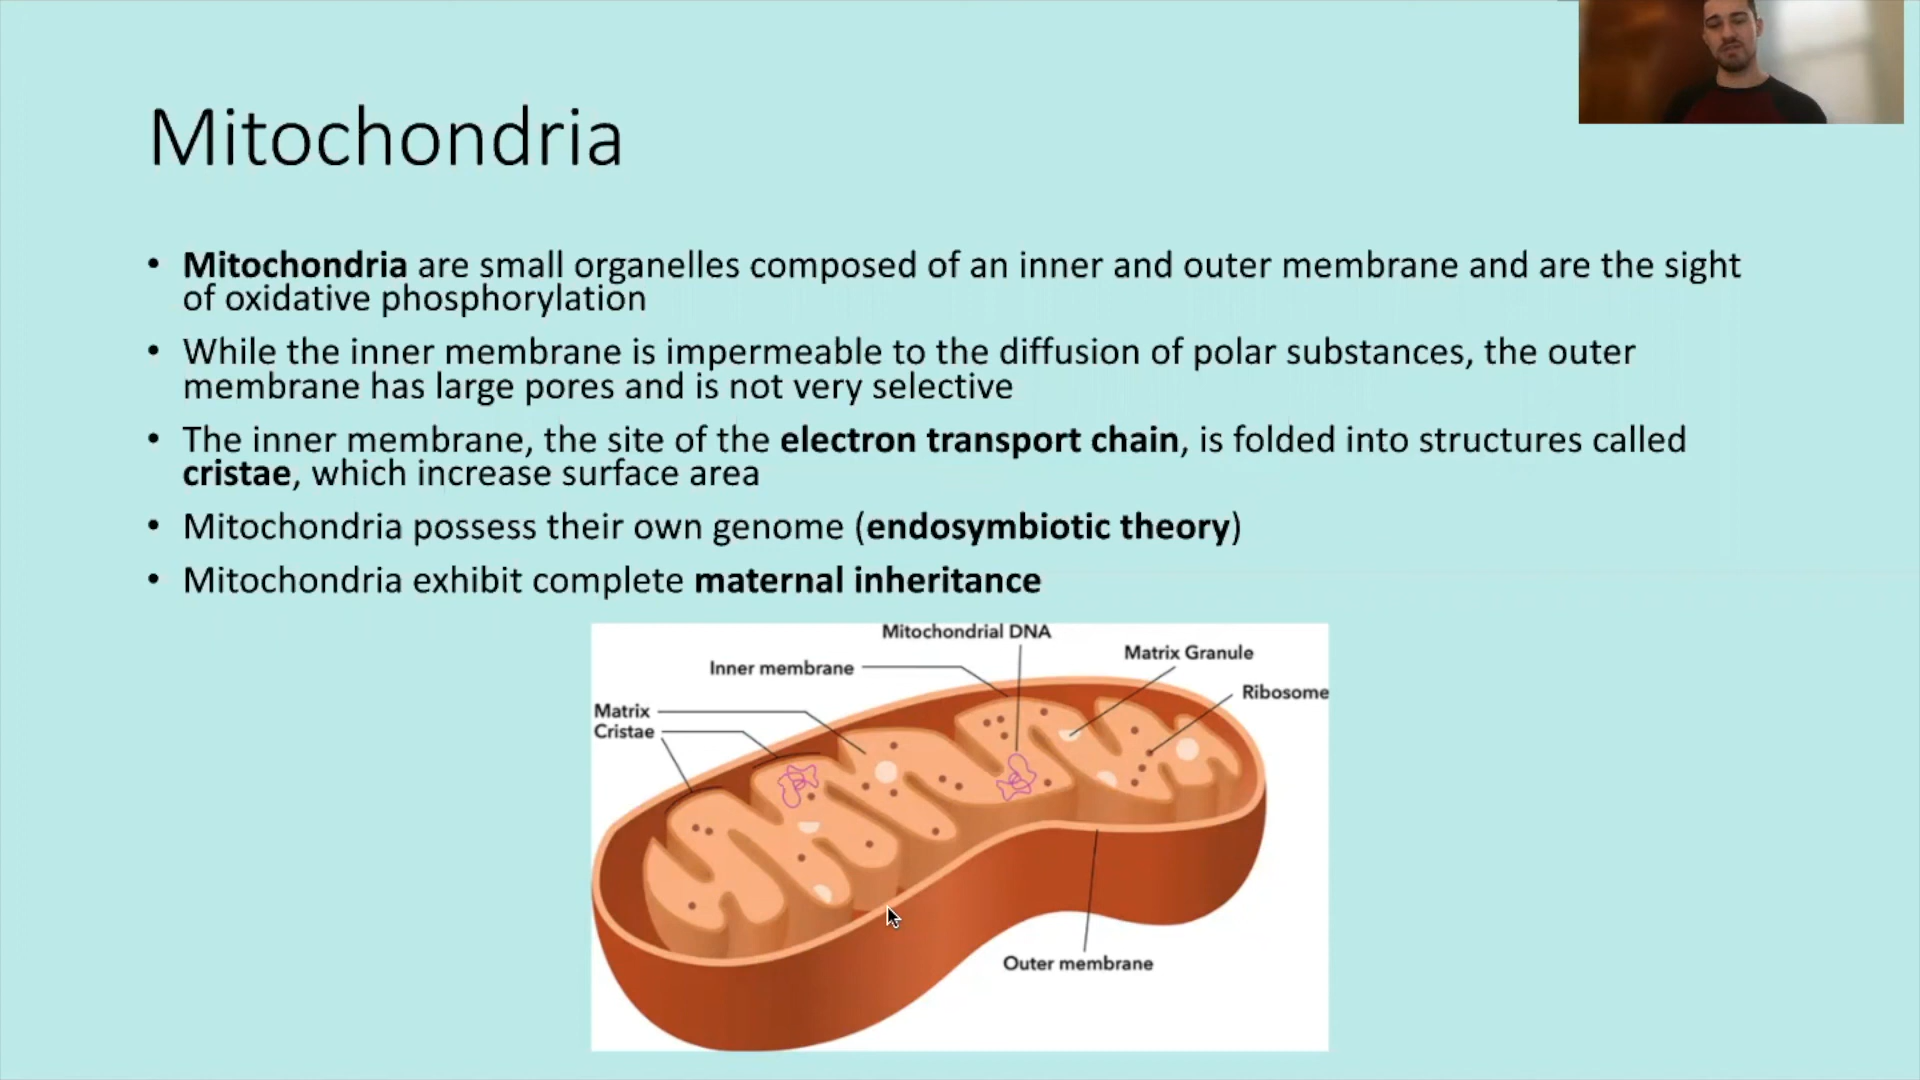 Mitochondria
• Mitochondria are small organelles composed of an inner and outer membrane and are the sight
of oxidative phosphorylation
• While the inner membrane is impermeable to the diffusion of polar substances, the outer
membrane has large pores and is not very selective
• The inner membrane, the site of the electron transport chain, is folded into structures called
cristae, which increase surface area
• Mitochondria possess their own genome (endosymbiotic theory)
• Mitochondria exhibit complete maternal inheritance
Mitochondrial DNA
Matrix Granule
Inner membrane
Ribosome
Matrix
Cristae
Outer membrane